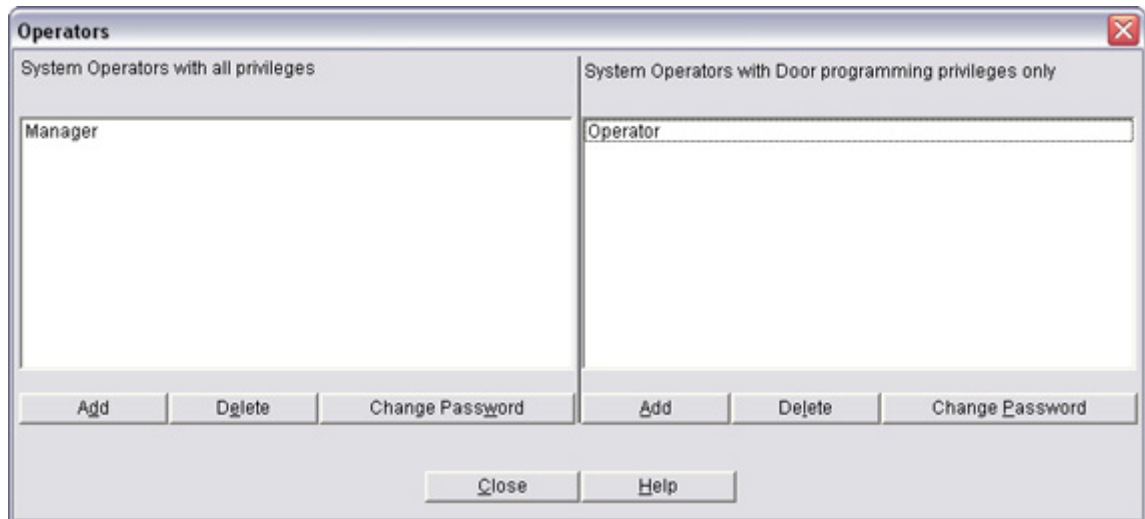 Operators
System Operators with all privileges
System Operators with Door programming privileges only
Manager
Operator
Add Delete Change Password Add Delete Change Password
Close Help